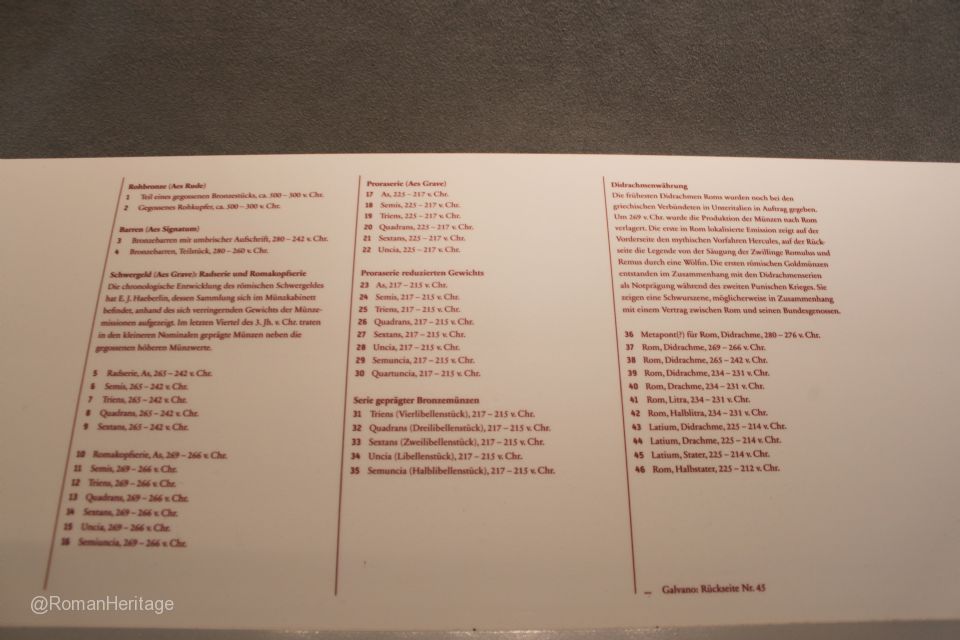 Rohbronze (Aes Rude)
1 Teil eines gegossenen Bronzestücks, ca. 500–300 v. Chr.
2 Gegossenes Rohkupfer, ca. 500–300 v. Chr.
Barren (Aes Signatum)
3 Bronzebarren mit umbrischer Aufschrift, 280–242 v. Chr.
4 Bronzebarren, Teilstück, 280–260 v. Chr.
Schwergeld (Aes Grave): Radserie und Romakopfserie
Die chronologische Entwicklung des römischen Schwergeldes
hat E. J. Haeberlin, dessen Sammlung sich im Münzkabinett
befindet, anhand des sich verringernden Gewichts der Münze-
missionen aufgezeigt. Im letzten Viertel des 3. Jh. v. Chr. traten
in den kleineren Nominalen geprägte Münzen neben die
gegossenen höheren Münzwerte.
5 Radserie, As, 265–242 v. Chr.
6 Semis, 265–242 v. Chr.
7 Triens, 265–242 v. Chr.
8 Quadrans, 265–242 v. Chr.
9 Sextans, 265–242 v. Chr.
10 Romakopfserie, As, 269–266 v. Chr.
11 Semis, 269–266 v. Chr.
12 Triens, 269–266 v. Chr.
13 Quadrans, 269–266 v. Chr.
14 Sextans, 269–266 v. Chr.
15 Uncia, 269–266 v. Chr.
16 Semiuncia, 269–266 v. Chr.
Proraserie (Aes Grave)
17 As, 225–217 v. Chr.
18 Semis, 225–217 v. Chr.
19 Triens, 225–217 v. Chr.
20 Quadrans, 225–217 v. Chr.
21 Sextans, 225–217 v. Chr.
22 Uncia, 225–217 v. Chr.
Proraserie reduzierten Gewichts
23 As, 217–215 v. Chr.
24 Semis, 217–215 v. Chr.
25 Triens, 217–215 v. Chr.
26 Quadrans, 217–215 v. Chr.
27 Sextans, 217–215 v. Chr.
28 Uncia, 217–215 v. Chr.
29 Semuncia, 217–215 v. Chr.
30 Quartuncia, 217–215 v. Chr.
Serie geprägter Bronzemünzen
31 Triens (Vierlibellenstück), 217–215 v. Chr.
32 Quadrans (Dreilibellenstück), 217–215 v. Chr.
33 Sextans (Zweilibellenstück), 217–215 v. Chr.
34 Uncia (Libellenstück), 217–215 v. Chr.
35 Semuncia (Halblibellenstück), 217–215 v. Chr.
Didrachmenwährung
Die frühesten Didrachmen Roms wurden noch bei den
griechischen Verbündeten in Unteritalien in Auftrag gegeben.
Um 269 v. Chr. wurde die Produktion der Münzen nach Rom
verlagert. Die erste in Rom lokalisierte Emission zeigt auf der
Vorderseite den mythischen Vorfahren Hercules, auf der Rück-
seite die Legende von der Säugung der Zwillinge Romulus und
Remus durch eine Wölfin. Die ersten römischen Goldmünzen
entstanden im Zusammenhang mit den Didrachmenserien
als Notprägung während des zweiten Punischen Krieges. Sie
zeigen eine Schwurszene, möglicherweise in Zusammenhang
mit einem Vertrag zwischen Rom und seinen Bundesgenossen.
36 Metapont(?) für Rom, Didrachme, 280–276 v. Chr.
37 Rom, Didrachme, 269–266 v. Chr.
38 Rom, Didrachme, 265–242 v. Chr.
39 Rom, Didrachme, 234–231 v. Chr.
40 Rom, Drachme, 234–231 v. Chr.
41 Rom, Litra, 234–231 v. Chr.
42 Rom, Halblitra, 234–231 v. Chr.
43 Latium, Didrachme, 225–214 v. Chr.
44 Latium, Drachme, 225–214 v. Chr.
45 Latium, Stater, 225–214 v. Chr.
46 Rom, Halbstater, 225–212 v. Chr.
... Galvano: Rückseite Nr. 45
@RomanHeritage